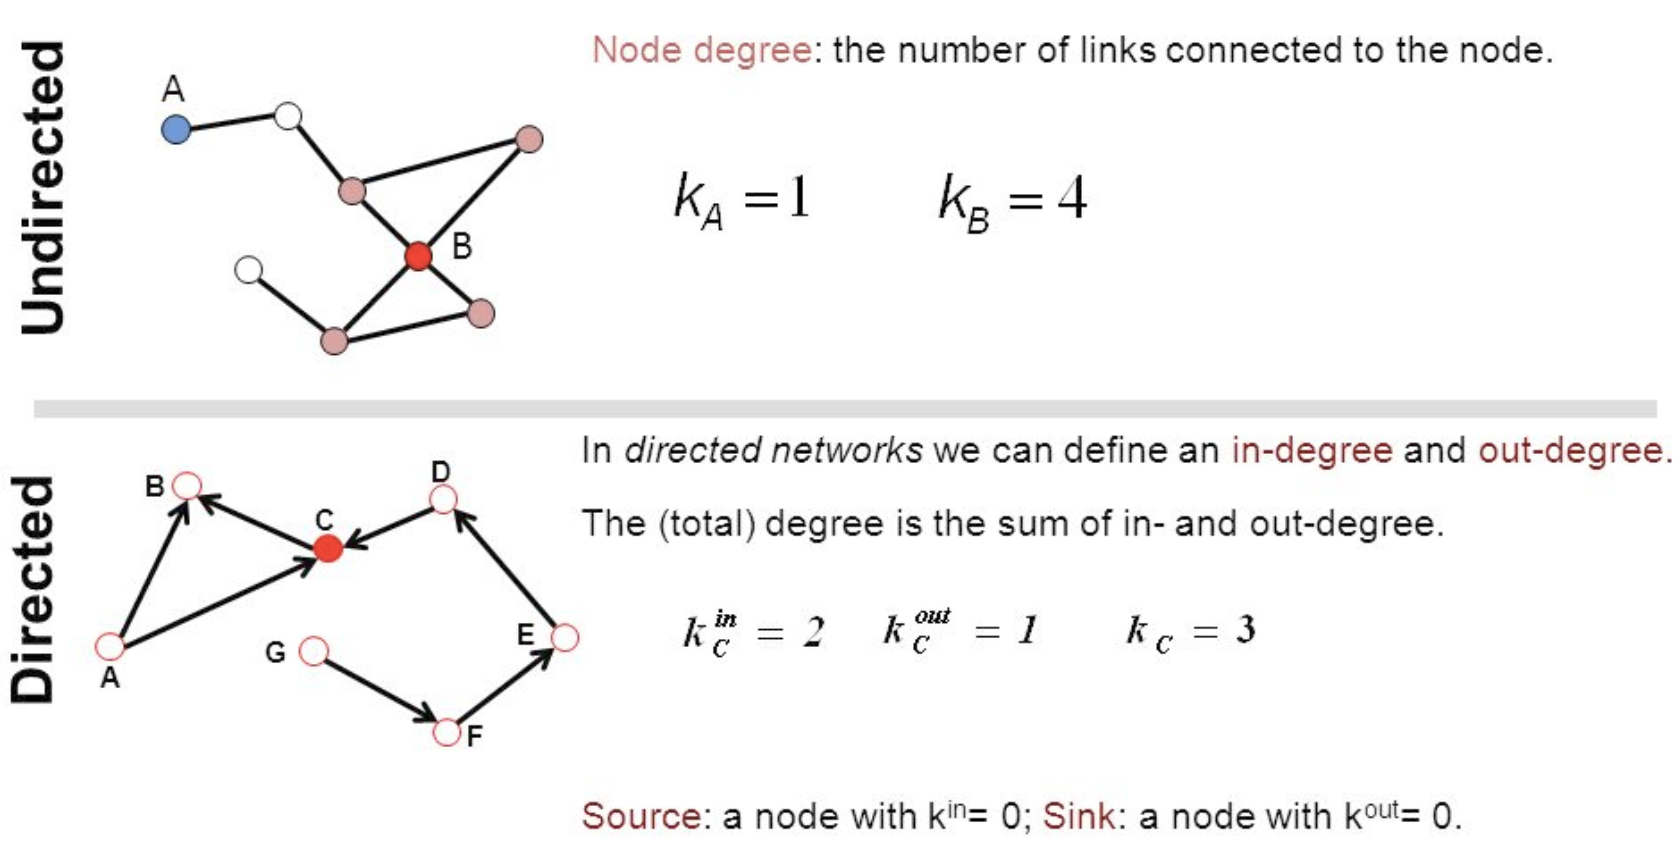 Undirected
Node degree: the number of links connected to the node.
A
B
k_A = 1
k_B = 4
Directed
In directed networks we can define an in-degree and out-degree.
The (total) degree is the sum of in- and out-degree.
B
D
C
G
E
A
F
k_C^in = 2 k_C^out = 1 k_C = 3
Source: a node with k^in= 0; Sink: a node with k^out= 0.